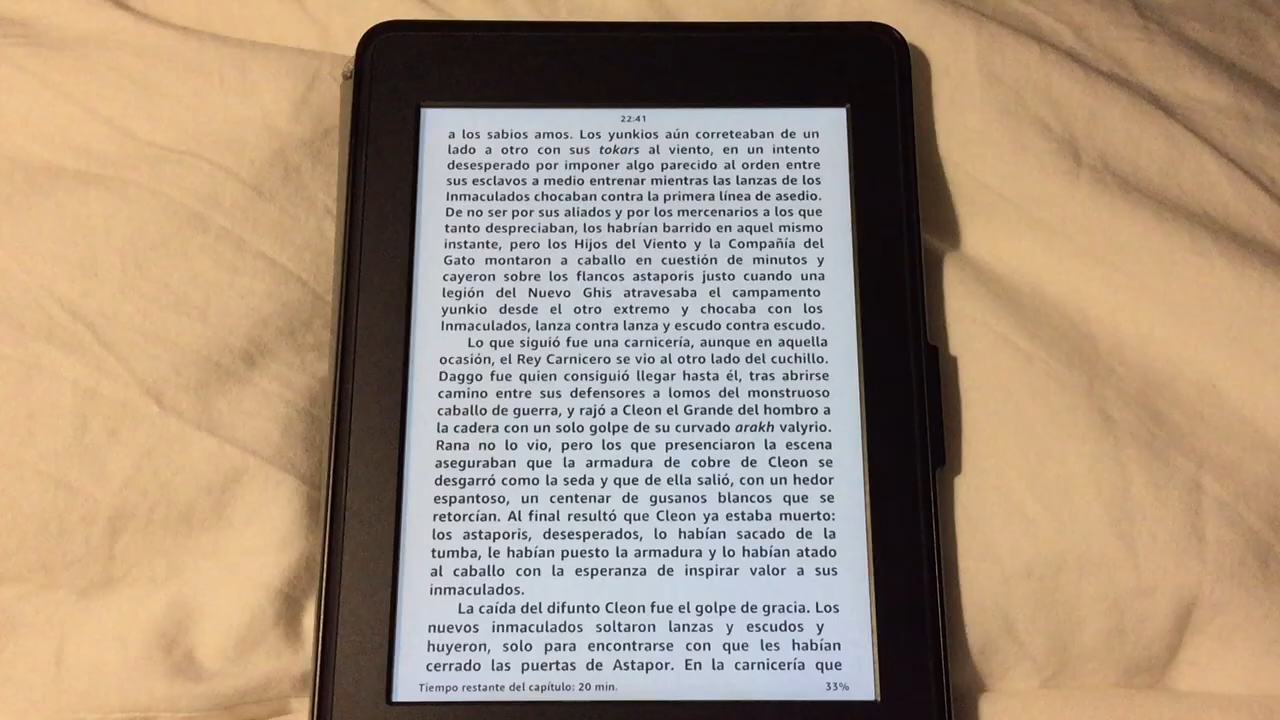 22:41
a los sabios amos. Los yunkios aún correteaban de un
lado a otro con sus tokars al viento, en un intento
desesperado por imponer algo parecido al orden entre
sus esclavos a medio entrenar mientras las lanzas de los
Inmaculados chocaban contra la primera línea de asedio.
De no ser por sus aliados y por los mercenarios a los que
tanto despreciaban, los habrían barrido en aquel mismo
instante, pero los Hijos del Viento y la Compañía del
Gato montaron a caballo en cuestión de minutos y
cayeron sobre los flancos astaporis justo cuando una
legión del Nuevo Ghis atravesaba el campamento
yunkio desde el otro extremo y chocaba con los
Inmaculados, lanza contra lanza y escudo contra escudo.
Lo que siguió fue una carnicería, aunque en aquella
ocasión, el Rey Carnicero se vio al otro lado del cuchillo.
Daggo fue quien consiguió llegar hasta él, tras abrirse
camino entre sus defensores a lomos del monstruoso
caballo de guerra, y rajó a Cleon el Grande del hombro a
la cadera con un solo golpe de su curvado arakh valyrio.
Rana no lo vio, pero los que presenciaron la escena
aseguraban que la armadura de cobre de Cleon se
desgarró como la seda y que de ella salió, con un hedor
espantoso, un centenar de gusanos blancos que se
retorcían. Al final resultó que Cleon ya estaba muerto:
los astaporis, desesperados, lo habían sacado de la
tumba, le habían puesto la armadura y lo habían atado
al caballo con la esperanza de inspirar valor a sus
inmaculados.
La caída del difunto Cleon fue el golpe de gracia. Los
nuevos inmaculados soltaron lanzas y escudos y
huyeron, solo para encontrarse con que les habían
cerrado las puertas de Astapor. En la carnicería que
Tiempo restante del capítulo: 20 min. 33%